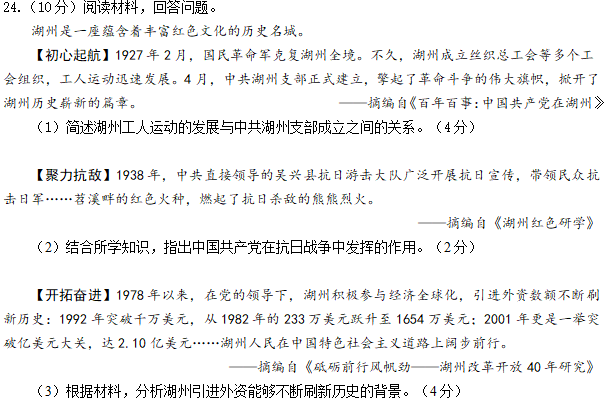 24.（10分）阅读材料，回答问题。
湖州是一座蕴含着丰富红色文化的历史名城。
【初心起航】1927年2月，国民革命军克复湖州全境。不久，湖州成立丝织总工会等多个工
会组织，工人运动迅速发展。4月，中共湖州支部正式建立，擎起了革命斗争的伟大旗帜，掀开了
湖州历史崭新的篇章。 ——摘编自《百年百事：中国共产党在湖州》
（1）简述湖州工人运动的发展与中共湖州支部成立之间的关系。（4分）
【聚力抗敌】1938年，中共直接领导的吴兴县抗日游击大队广泛开展抗日宣传，带领民众抗
击日军……苕溪畔的红色火种，燃起了抗日杀敌的熊熊烈火。
——摘编自《湖州红色研学》
（2）结合所学知识，指出中国共产党在抗日战争中发挥的作用。（2分）
【开拓奋进】1978年以来，在党的领导下，湖州积极参与经济全球化，引进外资数额不断刷
新历史：1992年突破千万美元，从1982年的233万美元跃升至1654万美元；2001年更是一举突
破亿美元大关，达2.10亿美元……湖州人民在中国特色社会主义道路上阔步前行。
——摘编自《砥砺前行风帆劲——湖州改革开放40年研究》
（3）根据材料，分析湖州引进外资能够不断刷新历史的背景。（4分）